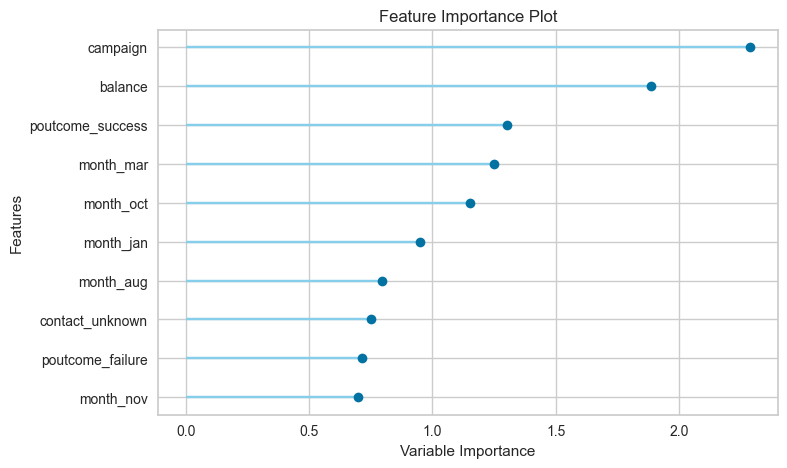 Feature Importance Plot
campaign
balance
poutcome_success
month_mar
month_oct
month_jan
month_aug
contact_unknown
poutcome_failure
month_nov
Features
0.0 0.5 1.0 1.5 2.0
Variable Importance